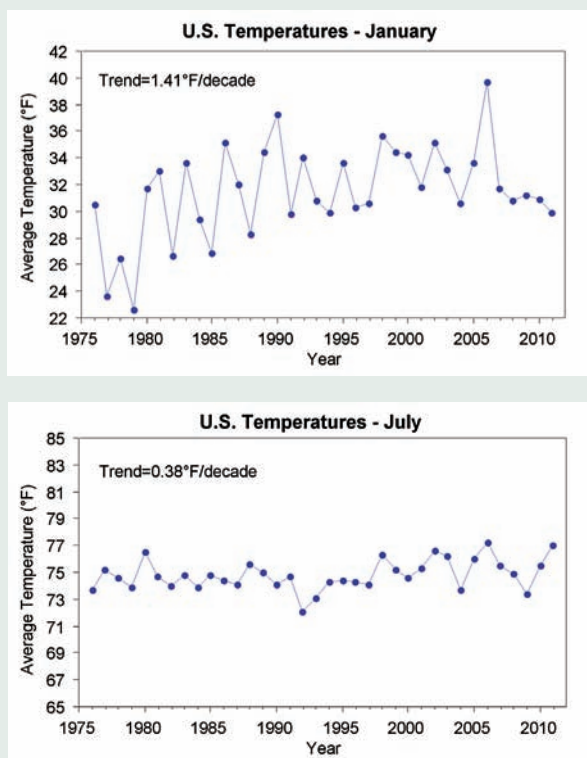 U.S. Temperatures - January
Trend=1.41°F/decade
Average Temperature (°F)
42
40
38
36
34
32
30
28
26
24
22
1975 1980 1985 1990 1995 2000 2005 2010
Year
U.S. Temperatures - July
Trend=0.38°F/decade
Average Temperature (°F)
85
83
81
79
77
75
73
71
69
67
65
1975 1980 1985 1990 1995 2000 2005 2010
Year